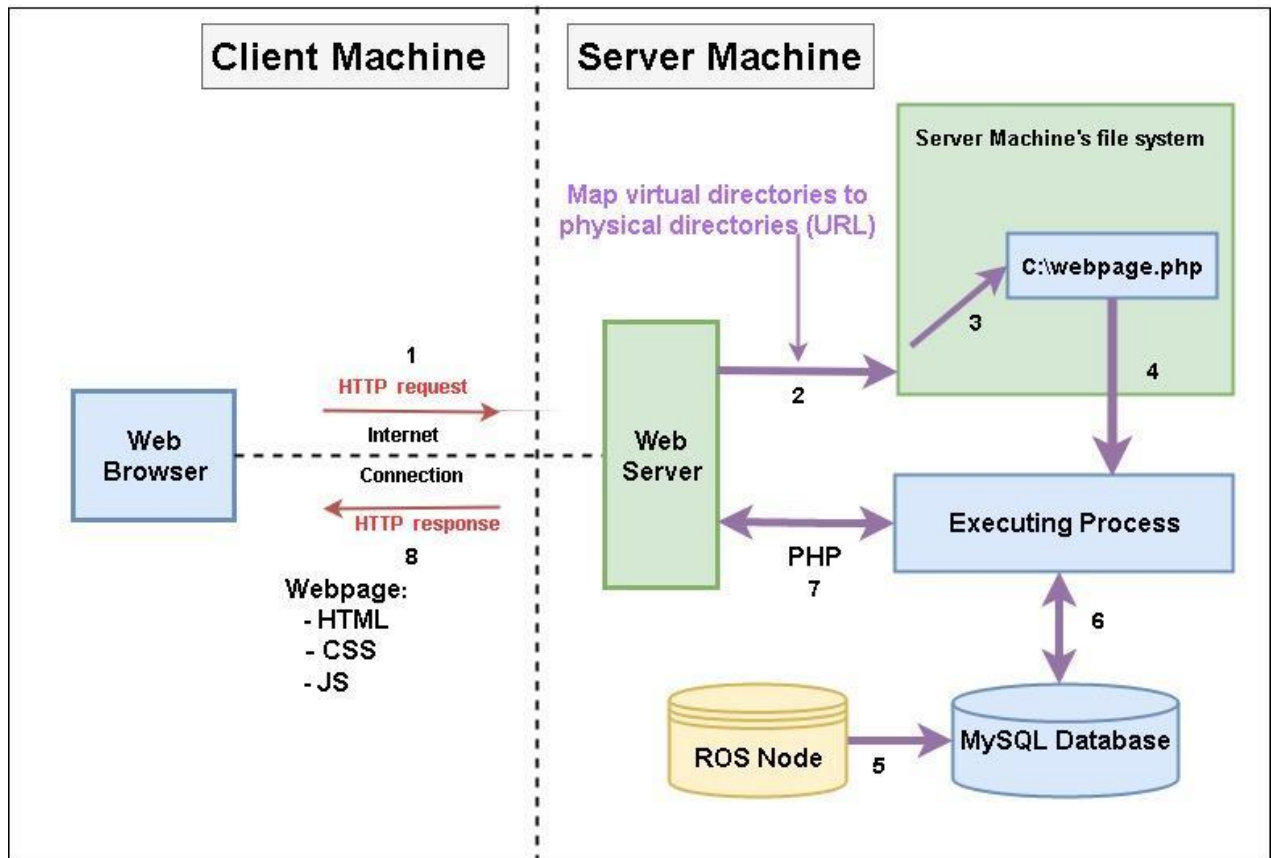 Client Machine
Server Machine
Server Machine's file system
Map virtual directories to
physical directories (URL)
C:\webpage.php
3
1
HTTP request
2
4
Internet
Web
Browser
Web
Server
Connection
HTTP response
8
Executing Process
PHP
7
Webpage:
- HTML
- CSS
- JS
6
ROS Node
5
MySQL Database